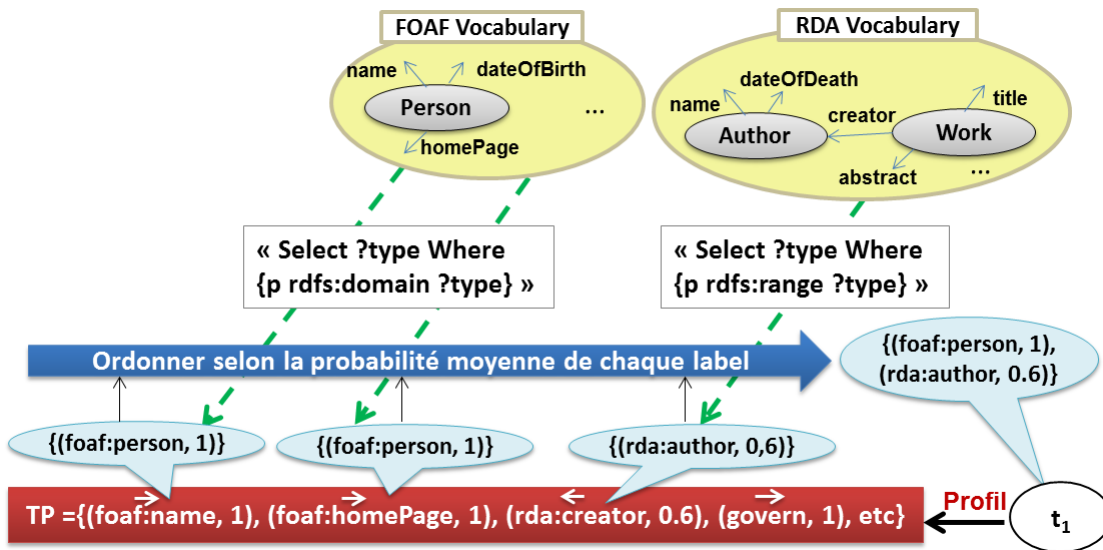 FOAF Vocabulary
RDA Vocabulary
name
dateOfBirth
Person
...
homePage
dateOfDeath
name
title
creator
Author
Work
abstract
...
« Select ?type Where
{p rdfs:domain ?type} »
« Select ?type Where
{p rdfs:range ?type} »
Ordonner selon la probabilité moyenne de chaque label
{(foaf:person, 1),
(rda:author, 0.6)}
{(foaf:person, 1)}
{(foaf:person, 1)}
{(rda:author, 0,6)}
TP ={(foaf:name, 1), (foaf:homePage, 1), (rda:creator, 0.6), (govern, 1), etc}
Profil
t₁